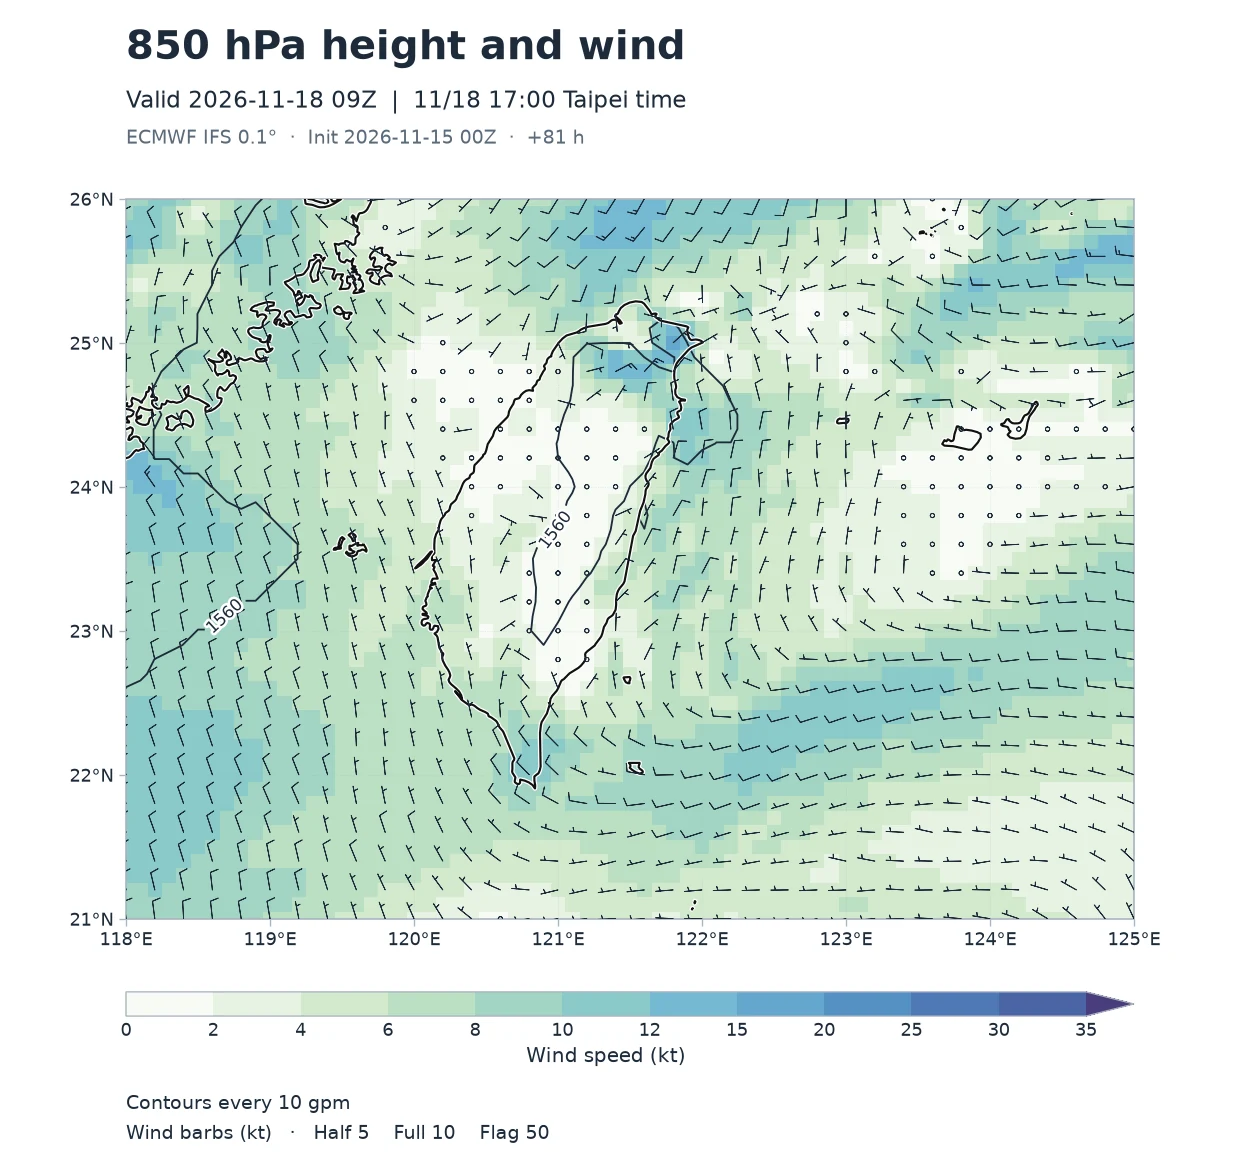 850 hPa height and wind
Valid 2026-11-18 09Z | 11/18 17:00 Taipei time
ECMWF IFS 0.1° · Init 2026-11-15 00Z · +81 h
26°N
25°N
24°N
23°N
22°N
21°N
1560
1560
118°E 119°E 120°E 121°E 122°E 123°E 124°E 125°E
0 2 4 6 8 10 12 15 20 25 30 35
Wind speed (kt)
Contours every 10 gpm
Wind barbs (kt) · Half 5 Full 10 Flag 50